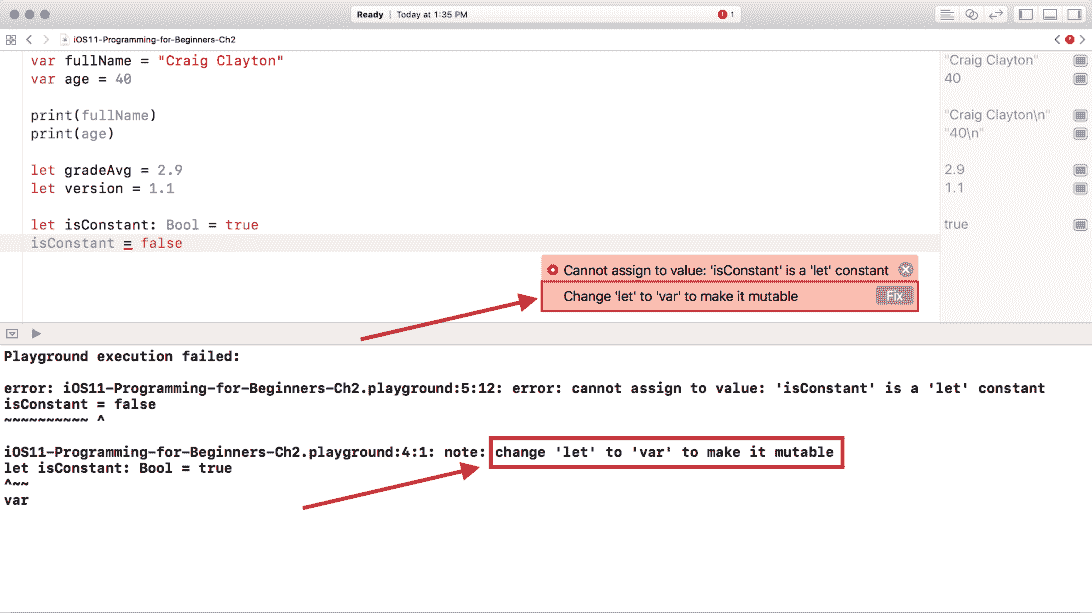 Ready | Today at 1:35 PM 1
iOS11-Programming-for-Beginners-Ch2
var fullName = "Craig Clayton" "Craig Clayton"
var age = 40 40
print(fullName) "Craig Clayton\n"
print(age) "40\n"
let gradeAvg = 2.9 2.9
let version = 1.1 1.1
let isConstant: Bool = true true
isConstant = false
Cannot assign to value: 'isConstant' is a 'let' constant
Change 'let' to 'var' to make it mutable Fix
Playground execution failed:
error: iOS11-Programming-for-Beginners-Ch2.playground:5:12: error: cannot assign to value: 'isConstant' is a 'let' constant
isConstant = false
~~~~~~~~~~ ^
iOS11-Programming-for-Beginners-Ch2.playground:4:1: note: change 'let' to 'var' to make it mutable
let isConstant: Bool = true
^~~
var